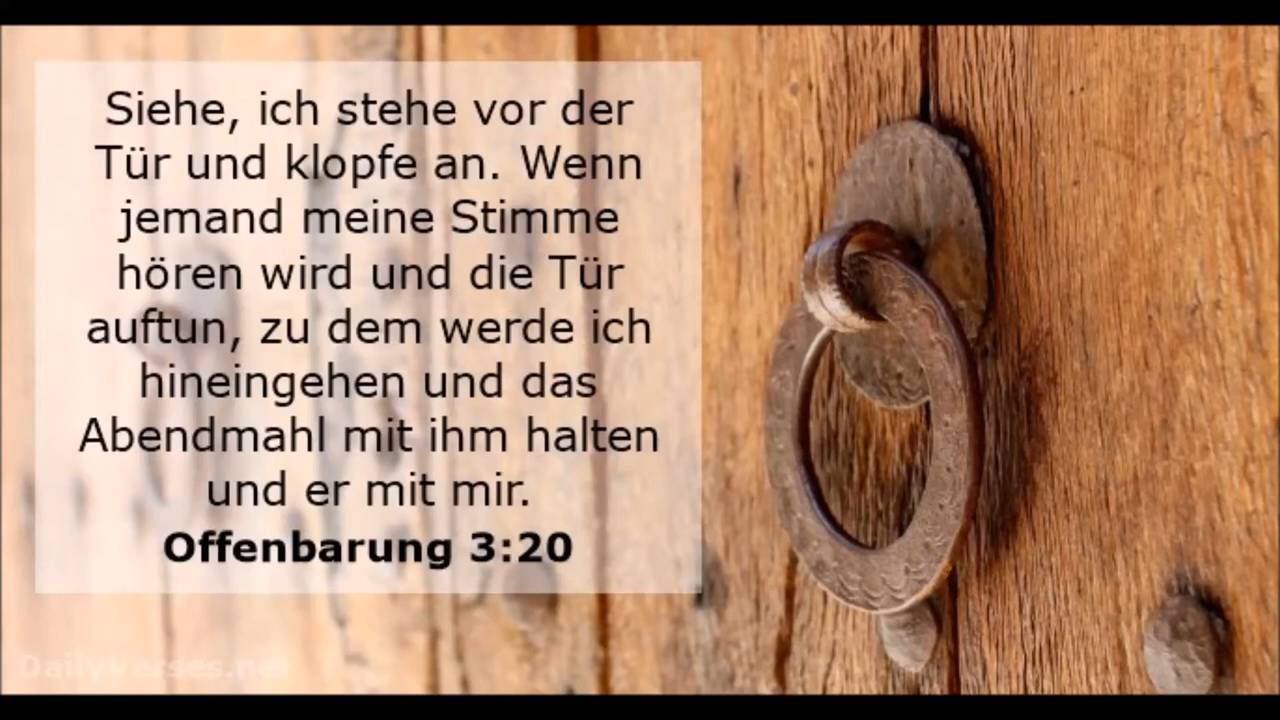 Siehe, ich stehe vor der
Tür und klopfe an. Wenn
jemand meine Stimme
hören wird und die Tür
auftun, zu dem werde ich
hineingehen und das
Abendmahl mit ihm halten
und er mit mir.
Offenbarung 3:20
DailyVerses.net